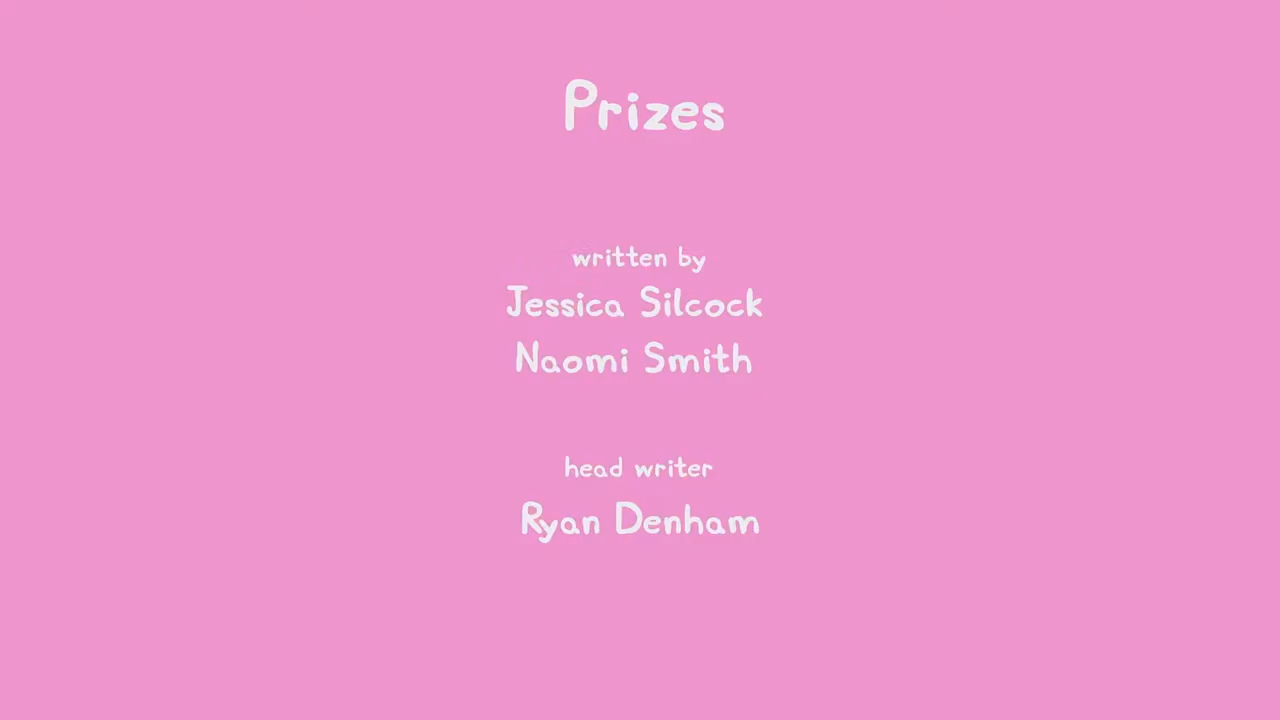 Prizes
written by
Jessica Silcock
Naomi Smith
head writer
Ryan Denham